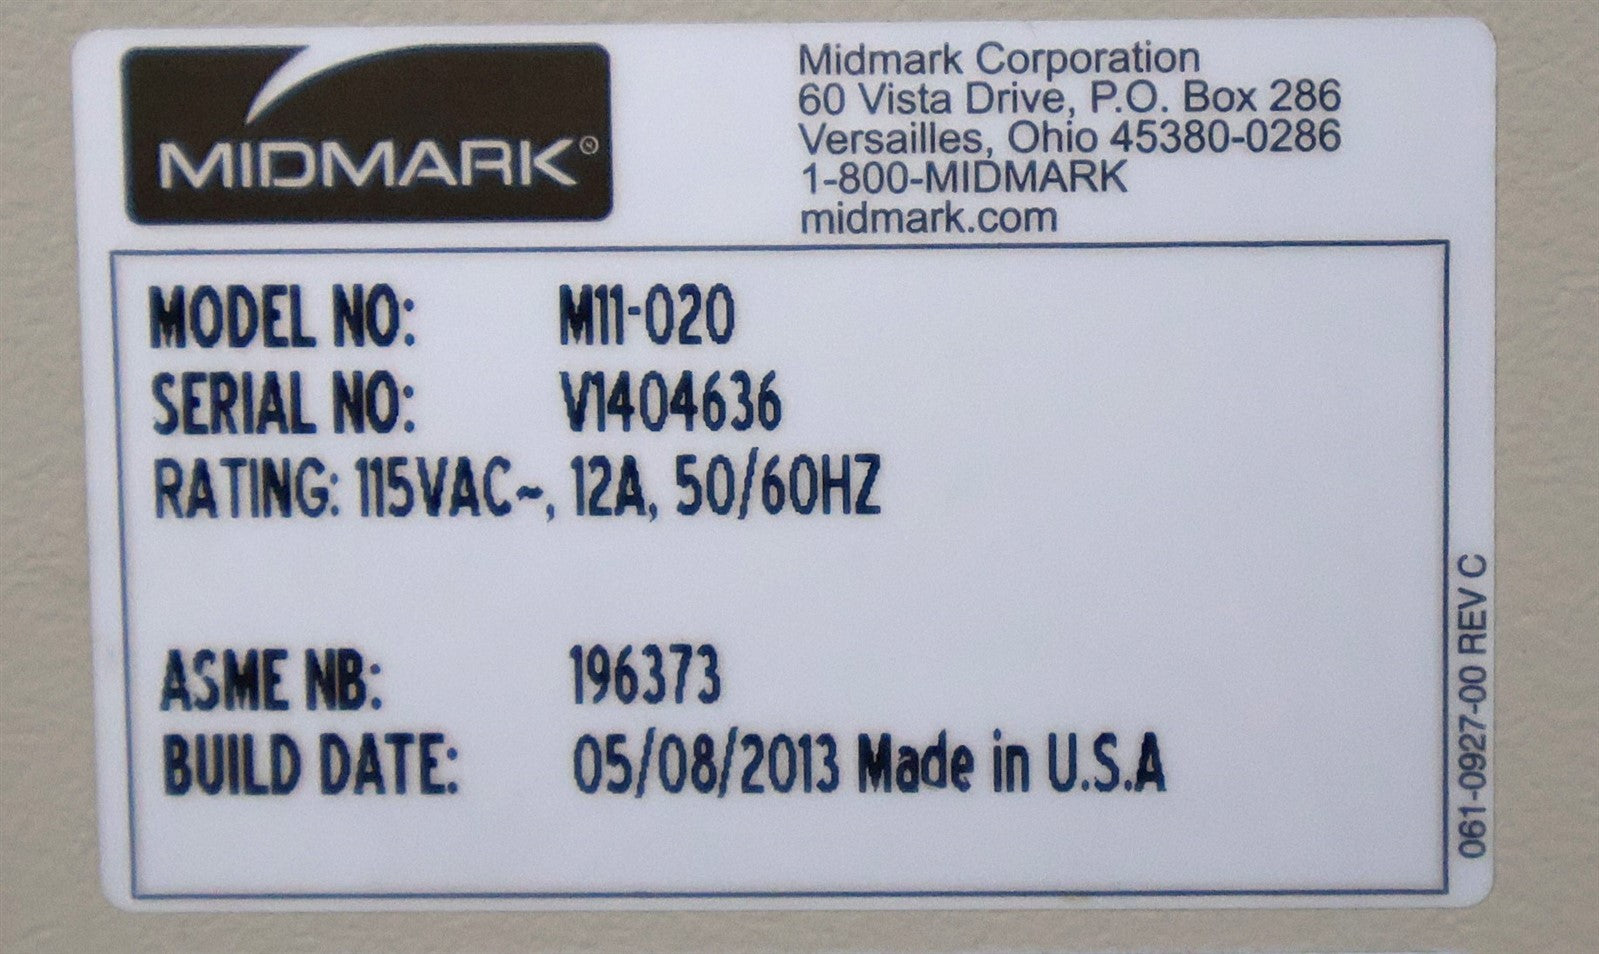 MIDMARK®
Midmark Corporation
60 Vista Drive, P.O. Box 286
Versailles, Ohio 45380-0286
1-800-MIDMARK
midmark.com
MODEL NO: M11-020
SERIAL NO: V1404636
RATING: 115VAC~, 12A, 50/60HZ
ASME NB: 196373
BUILD DATE: 05/08/2013 Made in U.S.A
061-0927-00 REV C